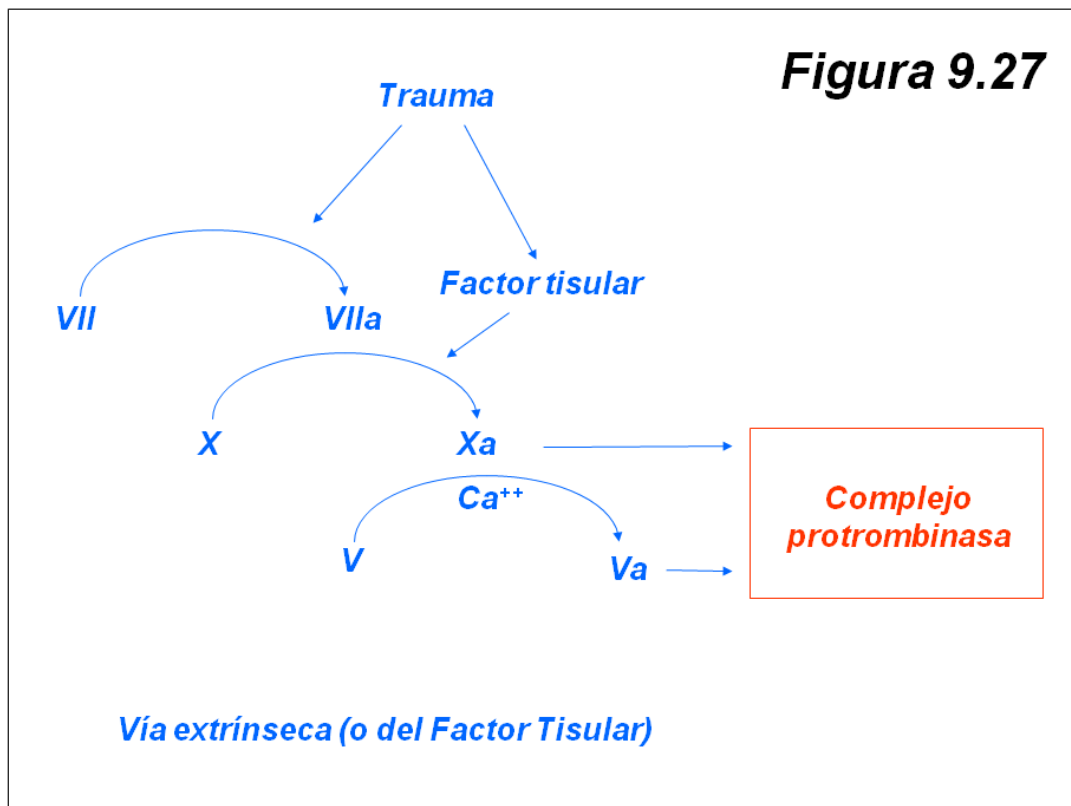 Figura 9.27
Trauma
Factor tisular
VII
VIIa
X
Xa
Ca++
V
Va
Complejo
protrombinasa
Vía extrínseca (o del Factor Tisular)